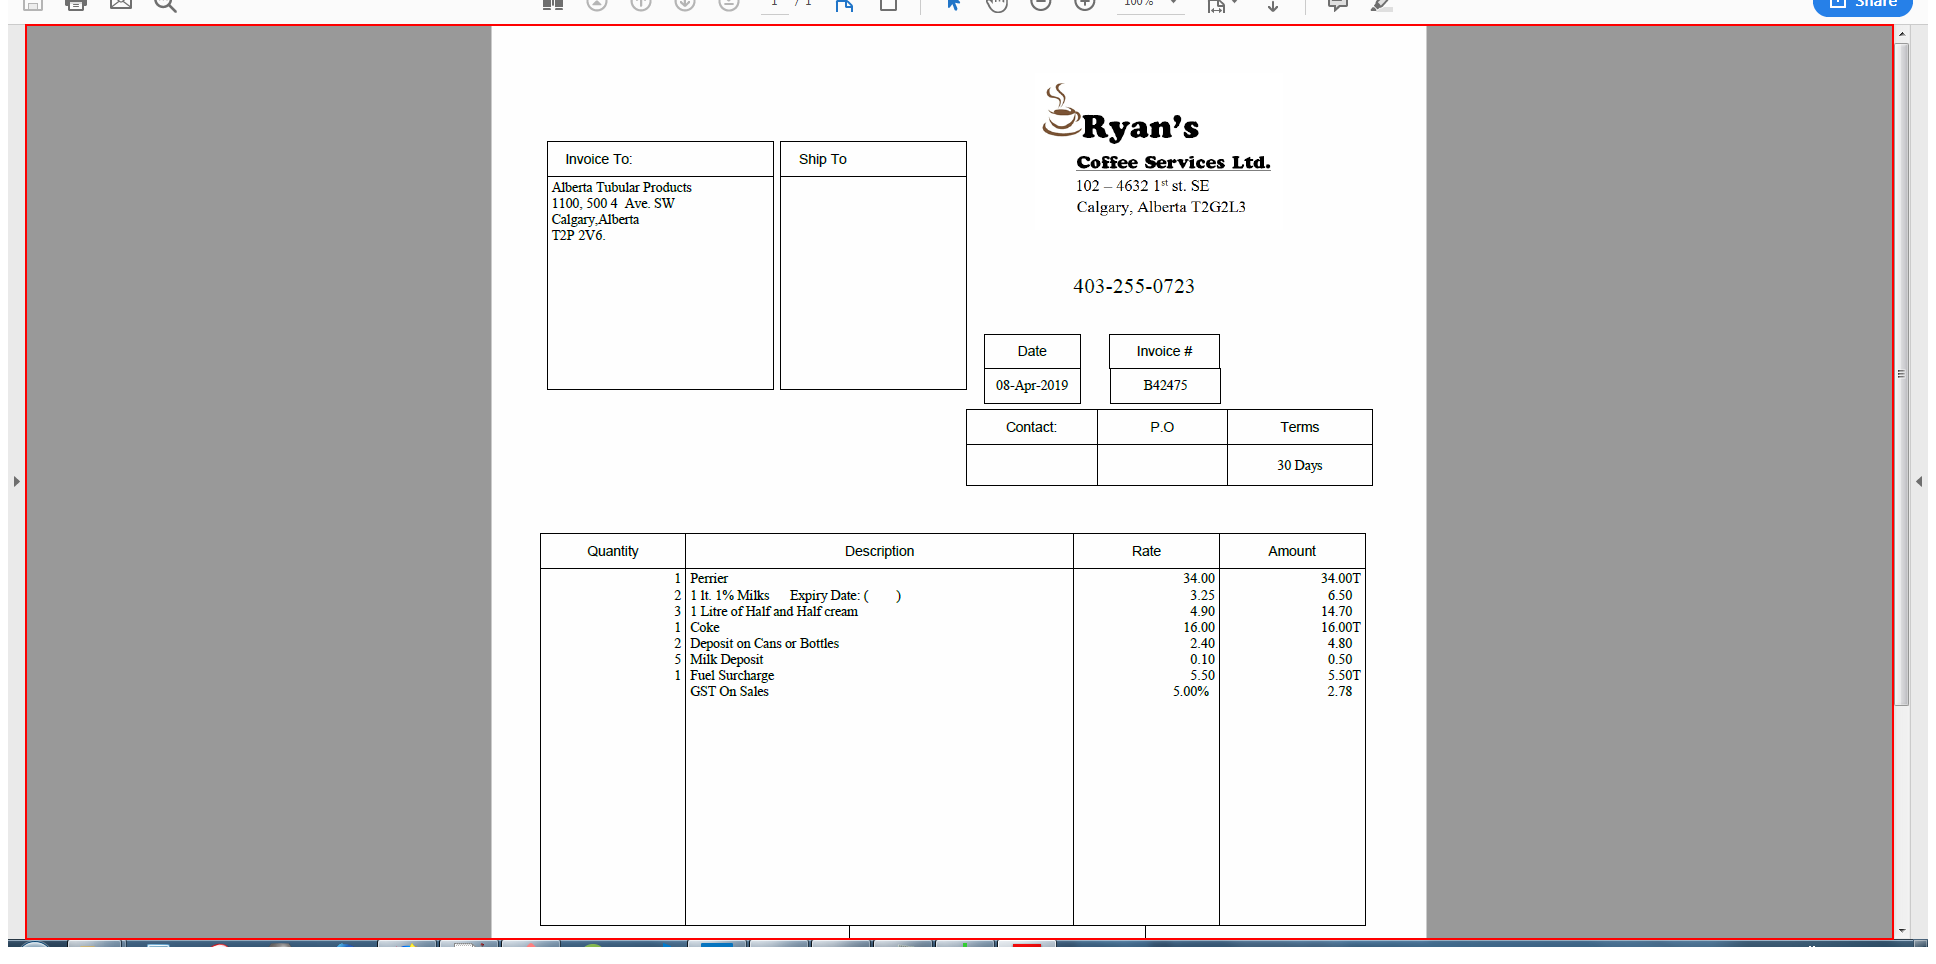 1 / 1
100%
Share
Ryan's
Coffee Services Ltd.
102 – 4632 1st st. SE
Calgary, Alberta T2G2L3
Invoice To:
Ship To
Alberta Tubular Products
1100, 500 4 Ave. SW
Calgary,Alberta
T2P 2V6.
403-255-0723
Date
Invoice #
08-Apr-2019
B42475
Contact:
P.O
Terms
30 Days
Quantity Description Rate Amount
1 Perrier 34.00 34.00T
2 1 lt. 1% Milks Expiry Date: ( ) 3.25 6.50
3 1 Litre of Half and Half cream 4.90 14.70
1 Coke 16.00 16.00T
2 Deposit on Cans or Bottles 2.40 4.80
5 Milk Deposit 0.10 0.50
1 Fuel Surcharge 5.50 5.50T
GST On Sales 5.00% 2.78